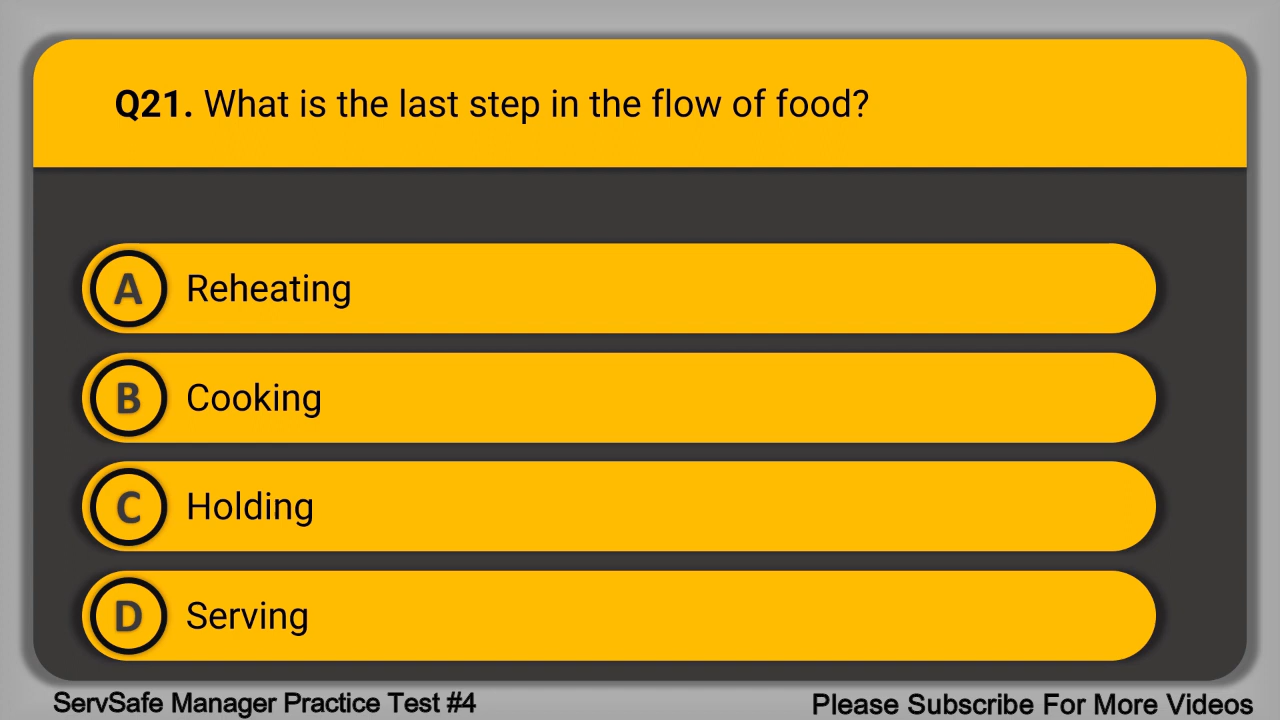 Q21. What is the last step in the flow of food?
A Reheating
B Cooking
C Holding
D Serving
ServSafe Manager Practice Test #4
Please Subscribe For More Videos